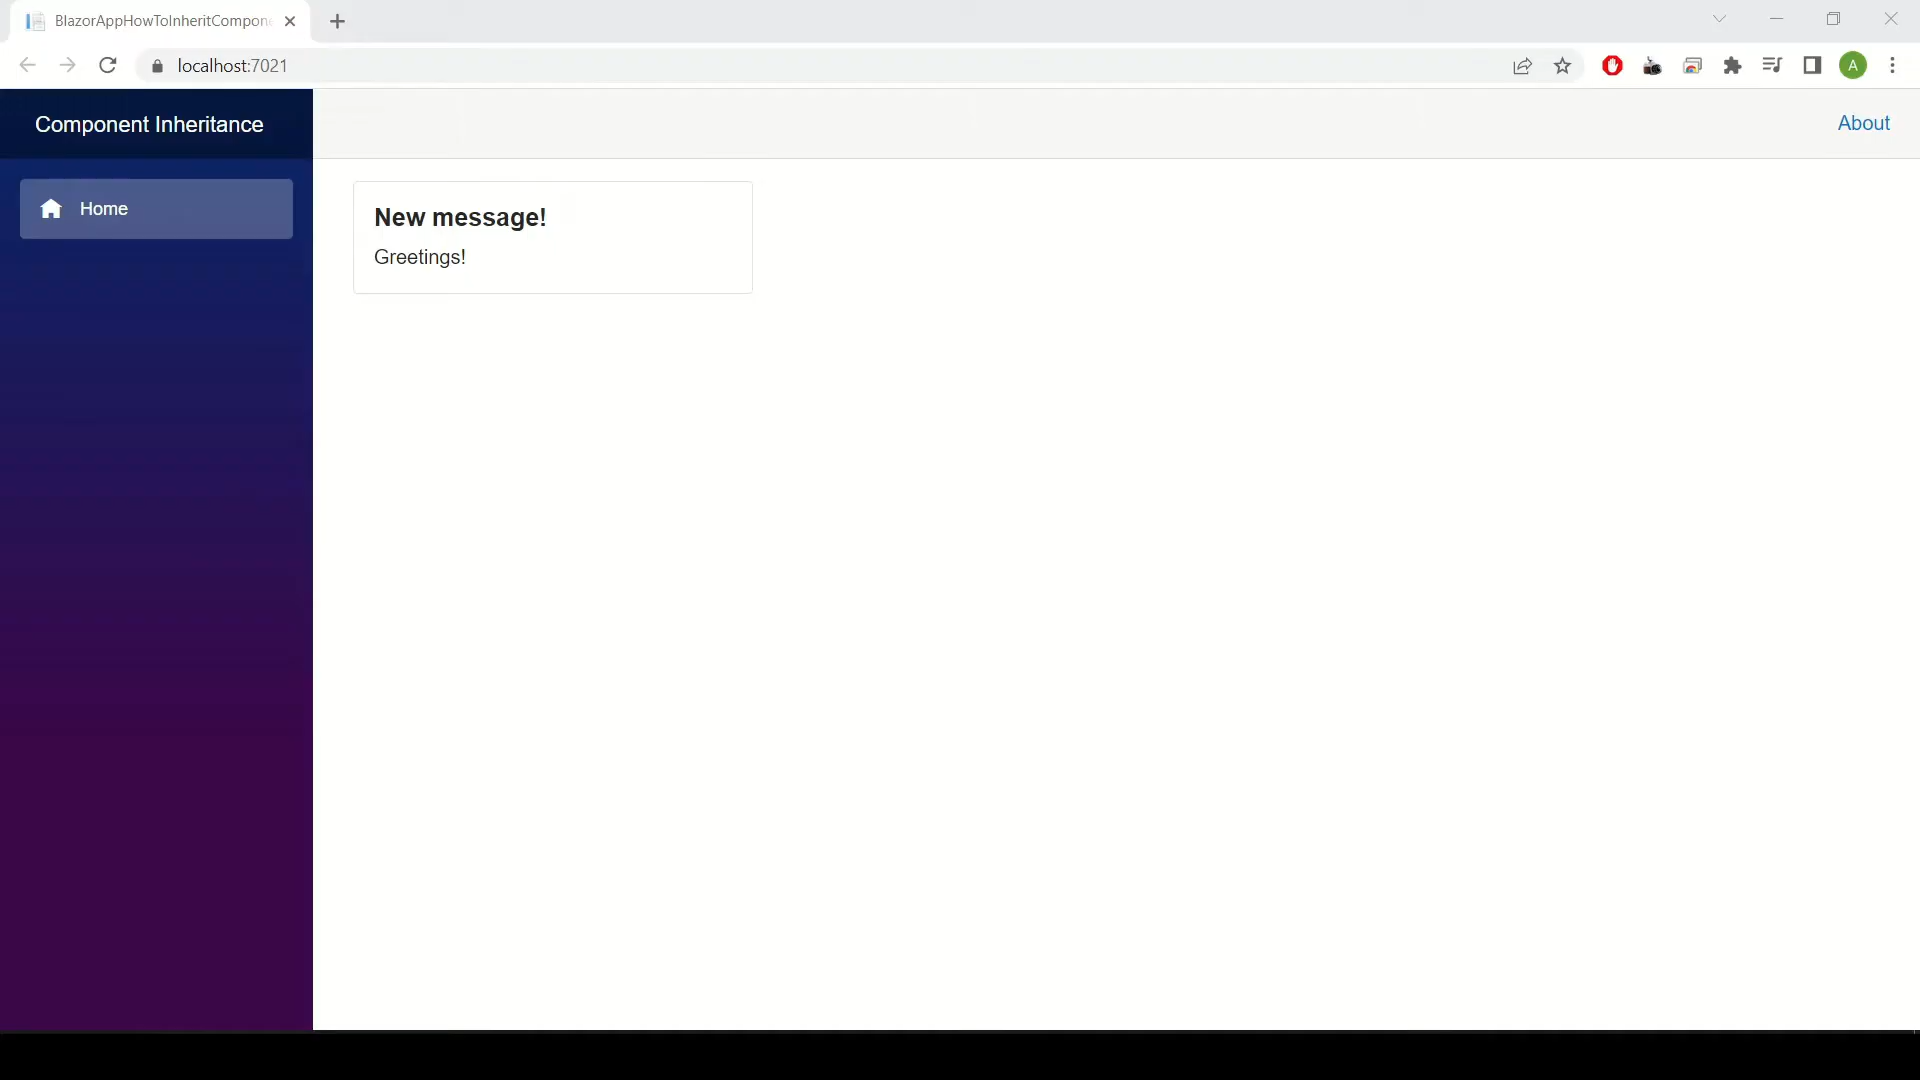 BlazorAppHowToInheritCompon
localhost:7021
A
Component Inheritance
About
Home
New message!
Greetings!